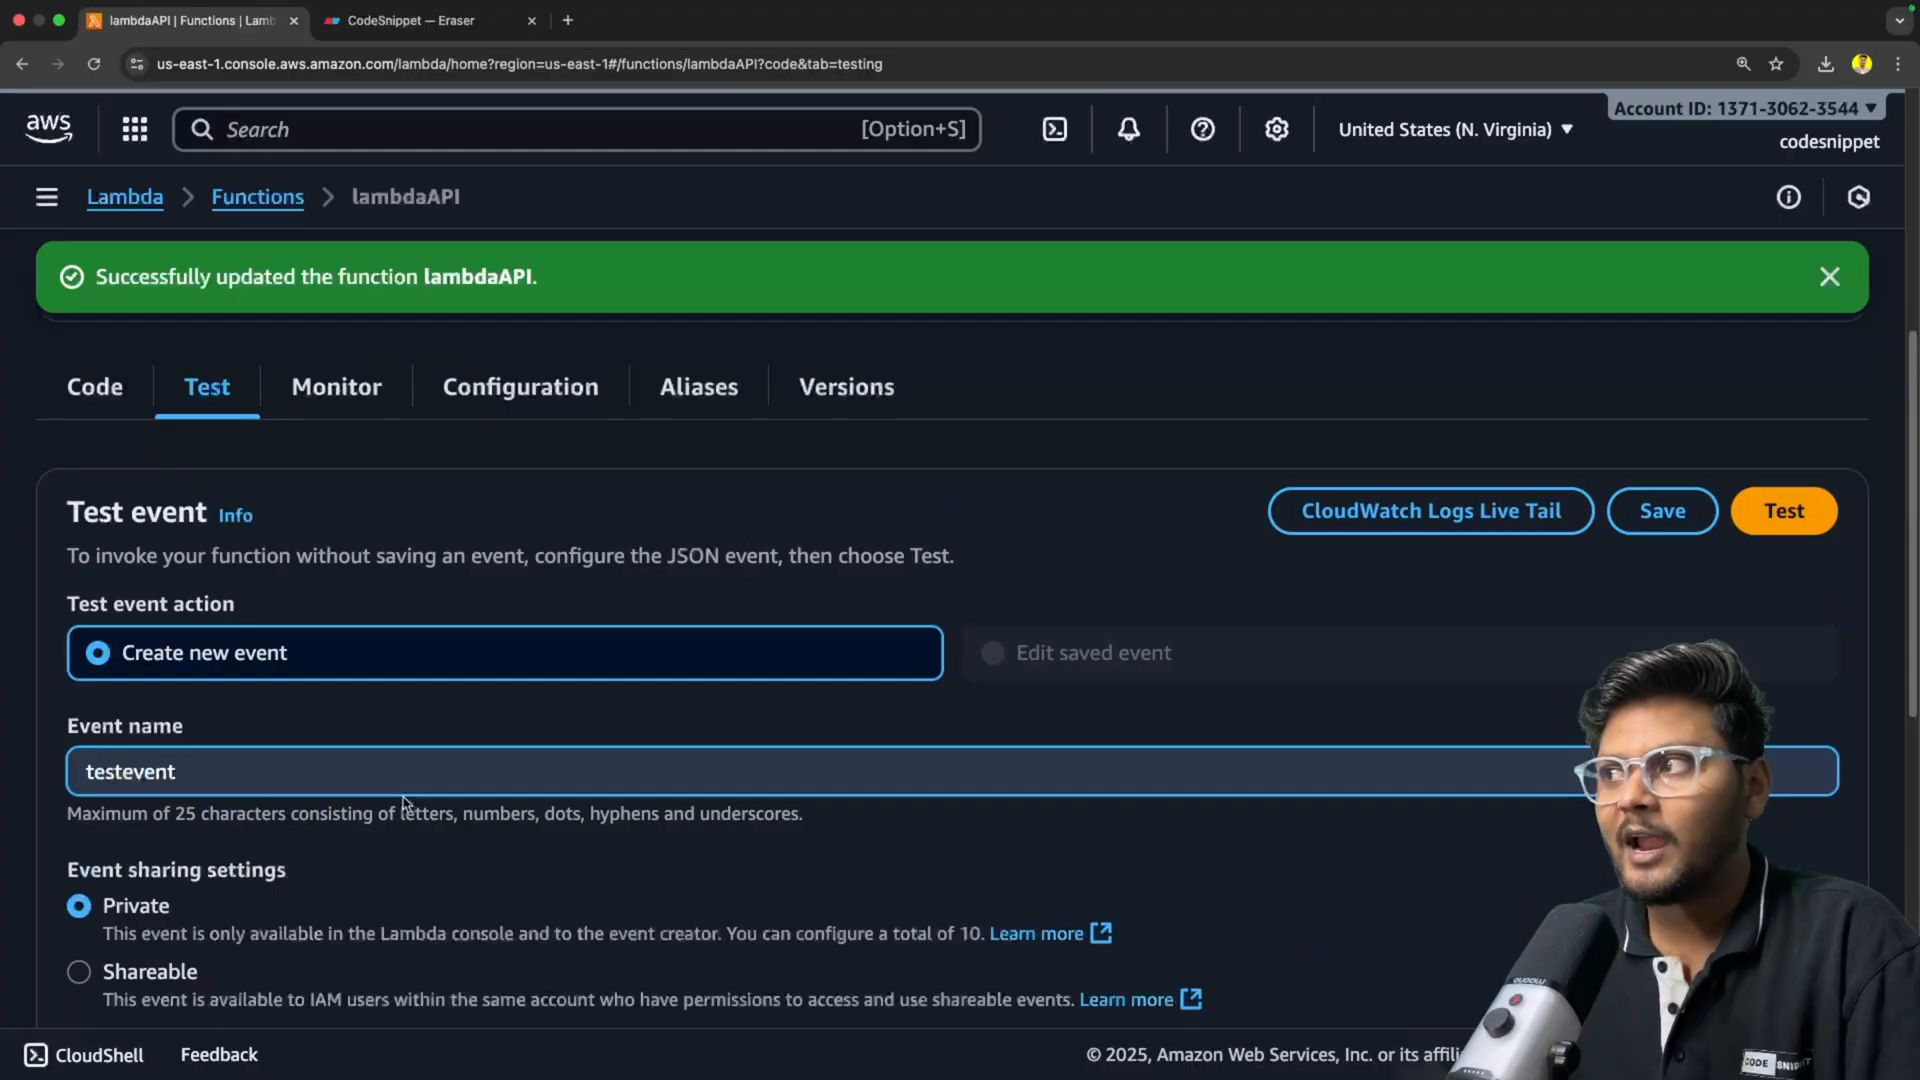 lambdaAPI | Functions | Lamb
CodeSnippet — Eraser
us-east-1.console.aws.amazon.com/lambda/home?region=us-east-1#/functions/lambdaAPI?code&tab=testing
aws
Search
[Option+S]
United States (N. Virginia)
Account ID: 1371-3062-3544
codesnippet
Lambda
Functions
lambdaAPI
Successfully updated the function lambdaAPI.
Code
Test
Monitor
Configuration
Aliases
Versions
Test event Info
CloudWatch Logs Live Tail
Save
Test
To invoke your function without saving an event, configure the JSON event, then choose Test.
Test event action
Create new event
Edit saved event
Event name
testevent
Maximum of 25 characters consisting of letters, numbers, dots, hyphens and underscores.
Event sharing settings
Private
This event is only available in the Lambda console and to the event creator. You can configure a total of 10. Learn more
Shareable
This event is available to IAM users within the same account who have permissions to access and use shareable events. Learn more
CloudShell
Feedback
© 2025, Amazon Web Services, Inc. or its affili
CODE SNIPPET